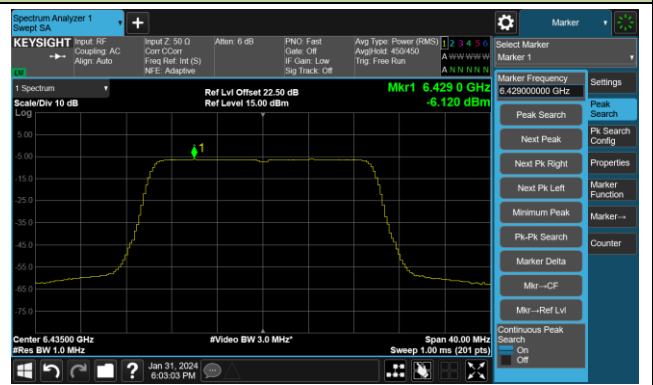 Spectrum Analyzer 1
Swept SA
Marker
KEYSIGHT
Input: RF
Coupling: AC
Align: Auto
Input Z: 50 Ω
Corr CCorr
Freq Ref: Int (S)
NFE: Adaptive
Atten: 6 dB
PNO: Fast
Gate: Off
IF Gain: Low
Sig Track: Off
Avg Type: Power (RMS)
Avg|Hold: 450/450
Trig: Free Run
1 2 3 4 5 6
A W W W W W
A N N N N N
LW
Select Marker
Marker 1
1 Spectrum
Scale/Div 10 dB
Log
Ref Lvl Offset 22.50 dB
Ref Level 15.00 dBm
Mkr1 6.429 0 GHz
-6.120 dBm
Marker Frequency
6.429000000 GHz
Settings
Peak Search
Next Peak
Next Pk Right
Next Pk Left
Minimum Peak
Pk-Pk Search
Marker Delta
Mkr→CF
Mkr→Ref Lvl
Continuous Peak
Search
On
Off
Peak
Search
Pk Search
Config
Properties
Marker
Function
Marker→
Counter
5.00
-5.00
-15.0
-25.0
-35.0
-45.0
-55.0
-65.0
-75.0
1
Center 6.43500 GHz
#Res BW 1.0 MHz
#Video BW 3.0 MHz*
Span 40.00 MHz
Sweep 1.00 ms (201 pts)
?
Jan 31, 2024
6:03:03 PM